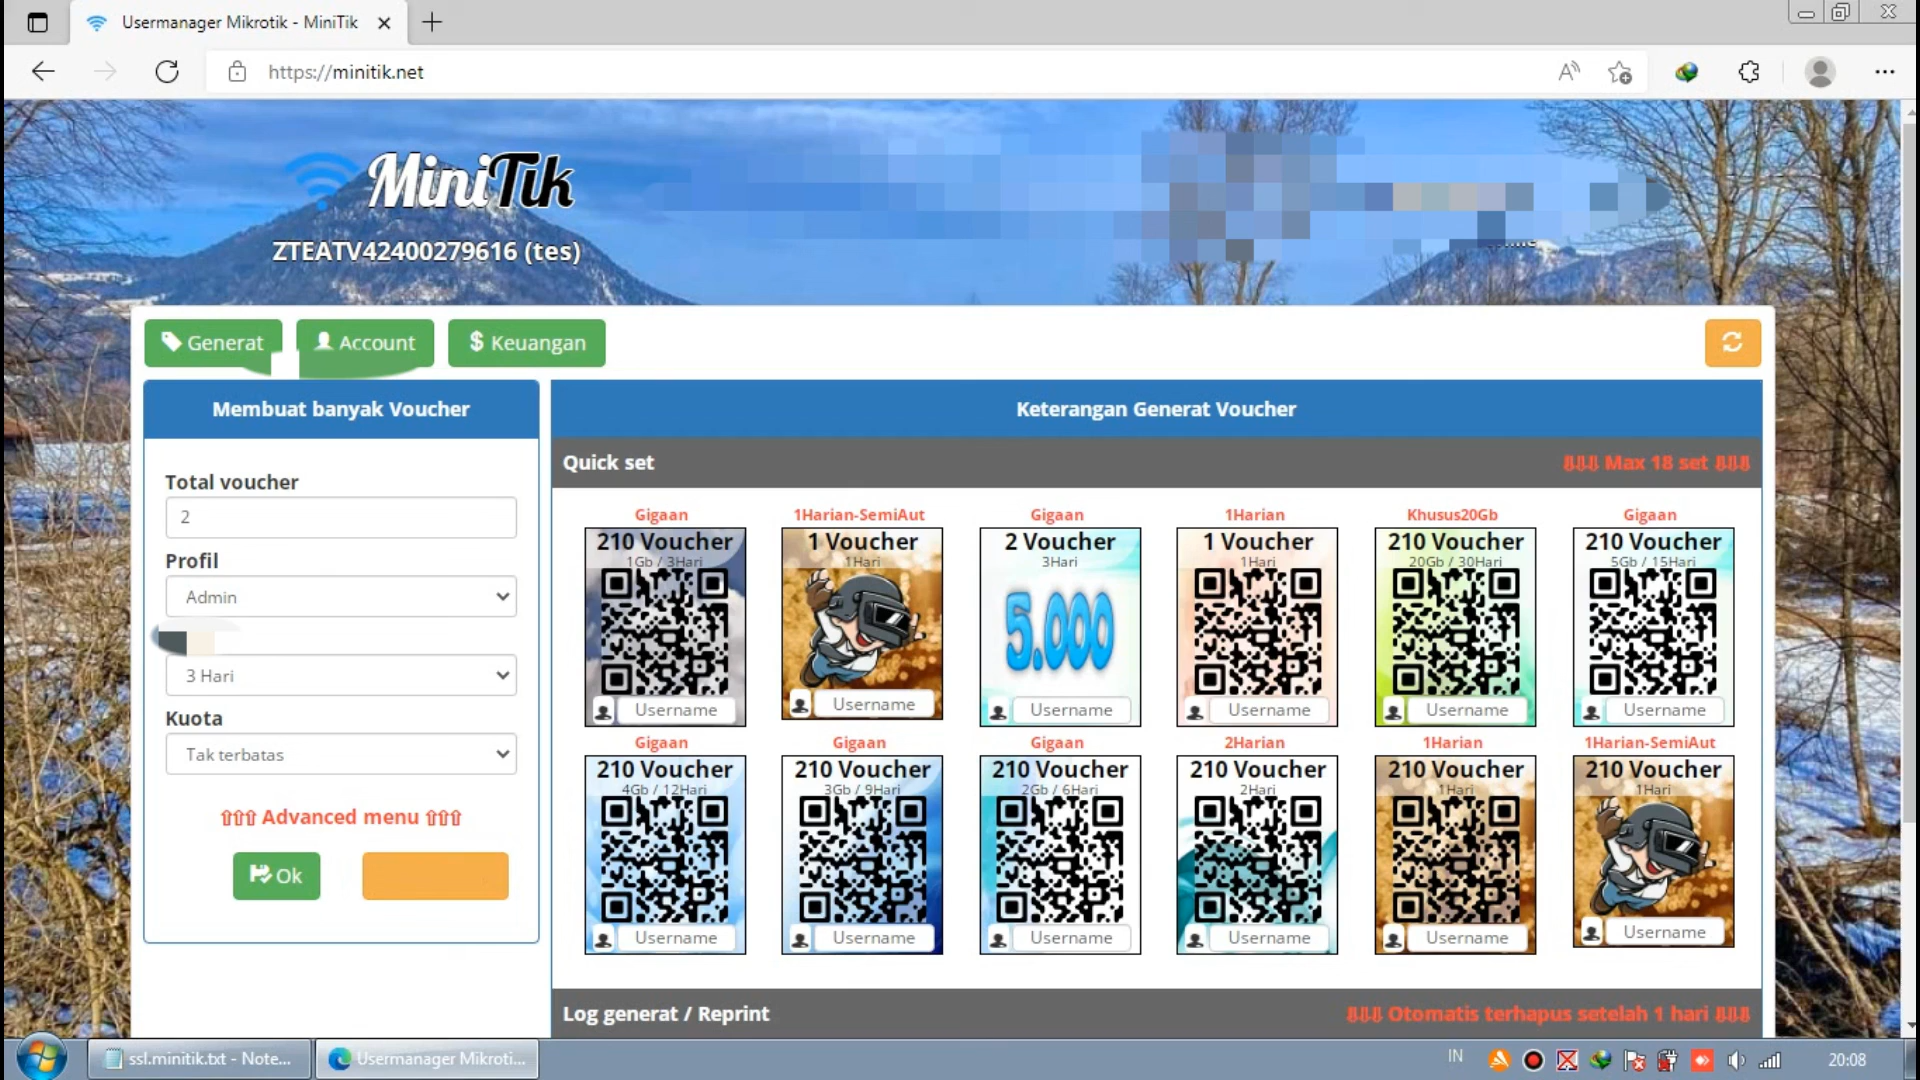 Usermanager Mikrotik - MiniTik
https://minitik.net
MiniTik
ZTEATV42400279616 (tes)
Generat
Account
$ Keuangan
Membuat banyak Voucher
Total voucher
2
Profil
Admin
3 Hari
Kuota
Tak terbatas
⇧⇧⇧ Advanced menu ⇧⇧⇧
Ok
Keterangan Generat Voucher
Quick set
⇩⇩⇩ Max 18 set ⇩⇩⇩
Gigaan
210 Voucher
1Gb / 3Hari
Username
1Harian-SemiAut
1 Voucher
1Hari
Username
Gigaan
2 Voucher
3Hari
5.000
Username
1Harian
1 Voucher
1Hari
Username
Khusus20Gb
210 Voucher
20Gb / 30Hari
Username
Gigaan
210 Voucher
5Gb / 15Hari
Username
Gigaan
210 Voucher
4Gb / 12Hari
Username
Gigaan
210 Voucher
3Gb / 9Hari
Username
Gigaan
210 Voucher
2Gb / 6Hari
Username
2Harian
210 Voucher
2Hari
Username
1Harian
210 Voucher
1Hari
Username
1Harian-SemiAut
210 Voucher
1Hari
Username
Log generat / Reprint
⇩⇩⇩ Otomatis terhapus setelah 1 hari ⇩⇩⇩
ssl.minitik.txt - Note...
Usermanager Mikroti...
IN
20:08